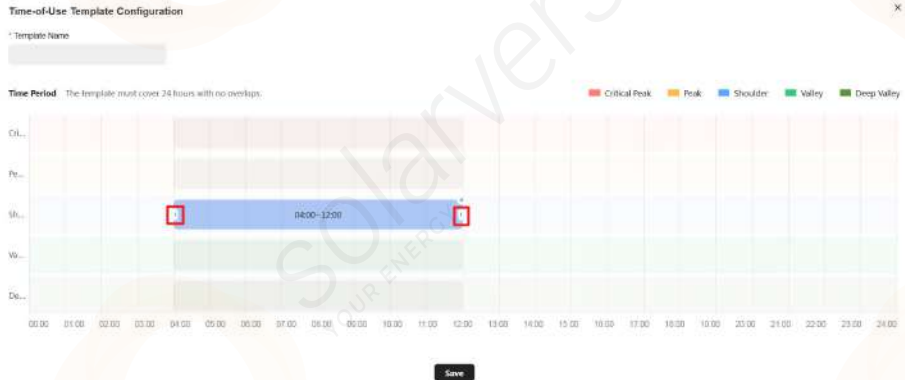 Time-of-Use Template Configuration
×
* Template Name
Time Period The template must cover 24 hours with no overlaps.
Critical Peak Peak Shoulder Valley Deep Valley
Cri...
Pe...
Sh...
04:00–12:00
Va...
De...
00:00 01:00 02:00 03:00 04:00 05:00 06:00 07:00 08:00 09:00 10:00 11:00 12:00 13:00 14:00 15:00 16:00 17:00 18:00 19:00 20:00 21:00 22:00 23:00 24:00
Save
solarvers
YOUR ENERGY